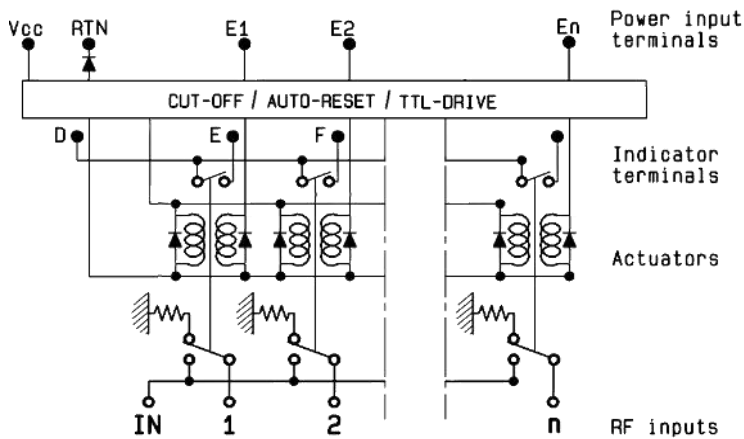 Vcc RTN E1 E2 En Power input
terminals
CUT-OFF / AUTO-RESET / TTL-DRIVE
D E F Indicator
terminals
Actuators
IN 1 2 n RF inputs